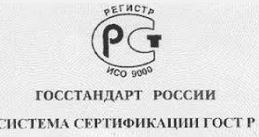 РЕГИСТР
РСТ
ИСО 9000
ГОССТАНДАРТ РОССИИ
СИСТЕМА СЕРТИФИКАЦИИ ГОСТ Р